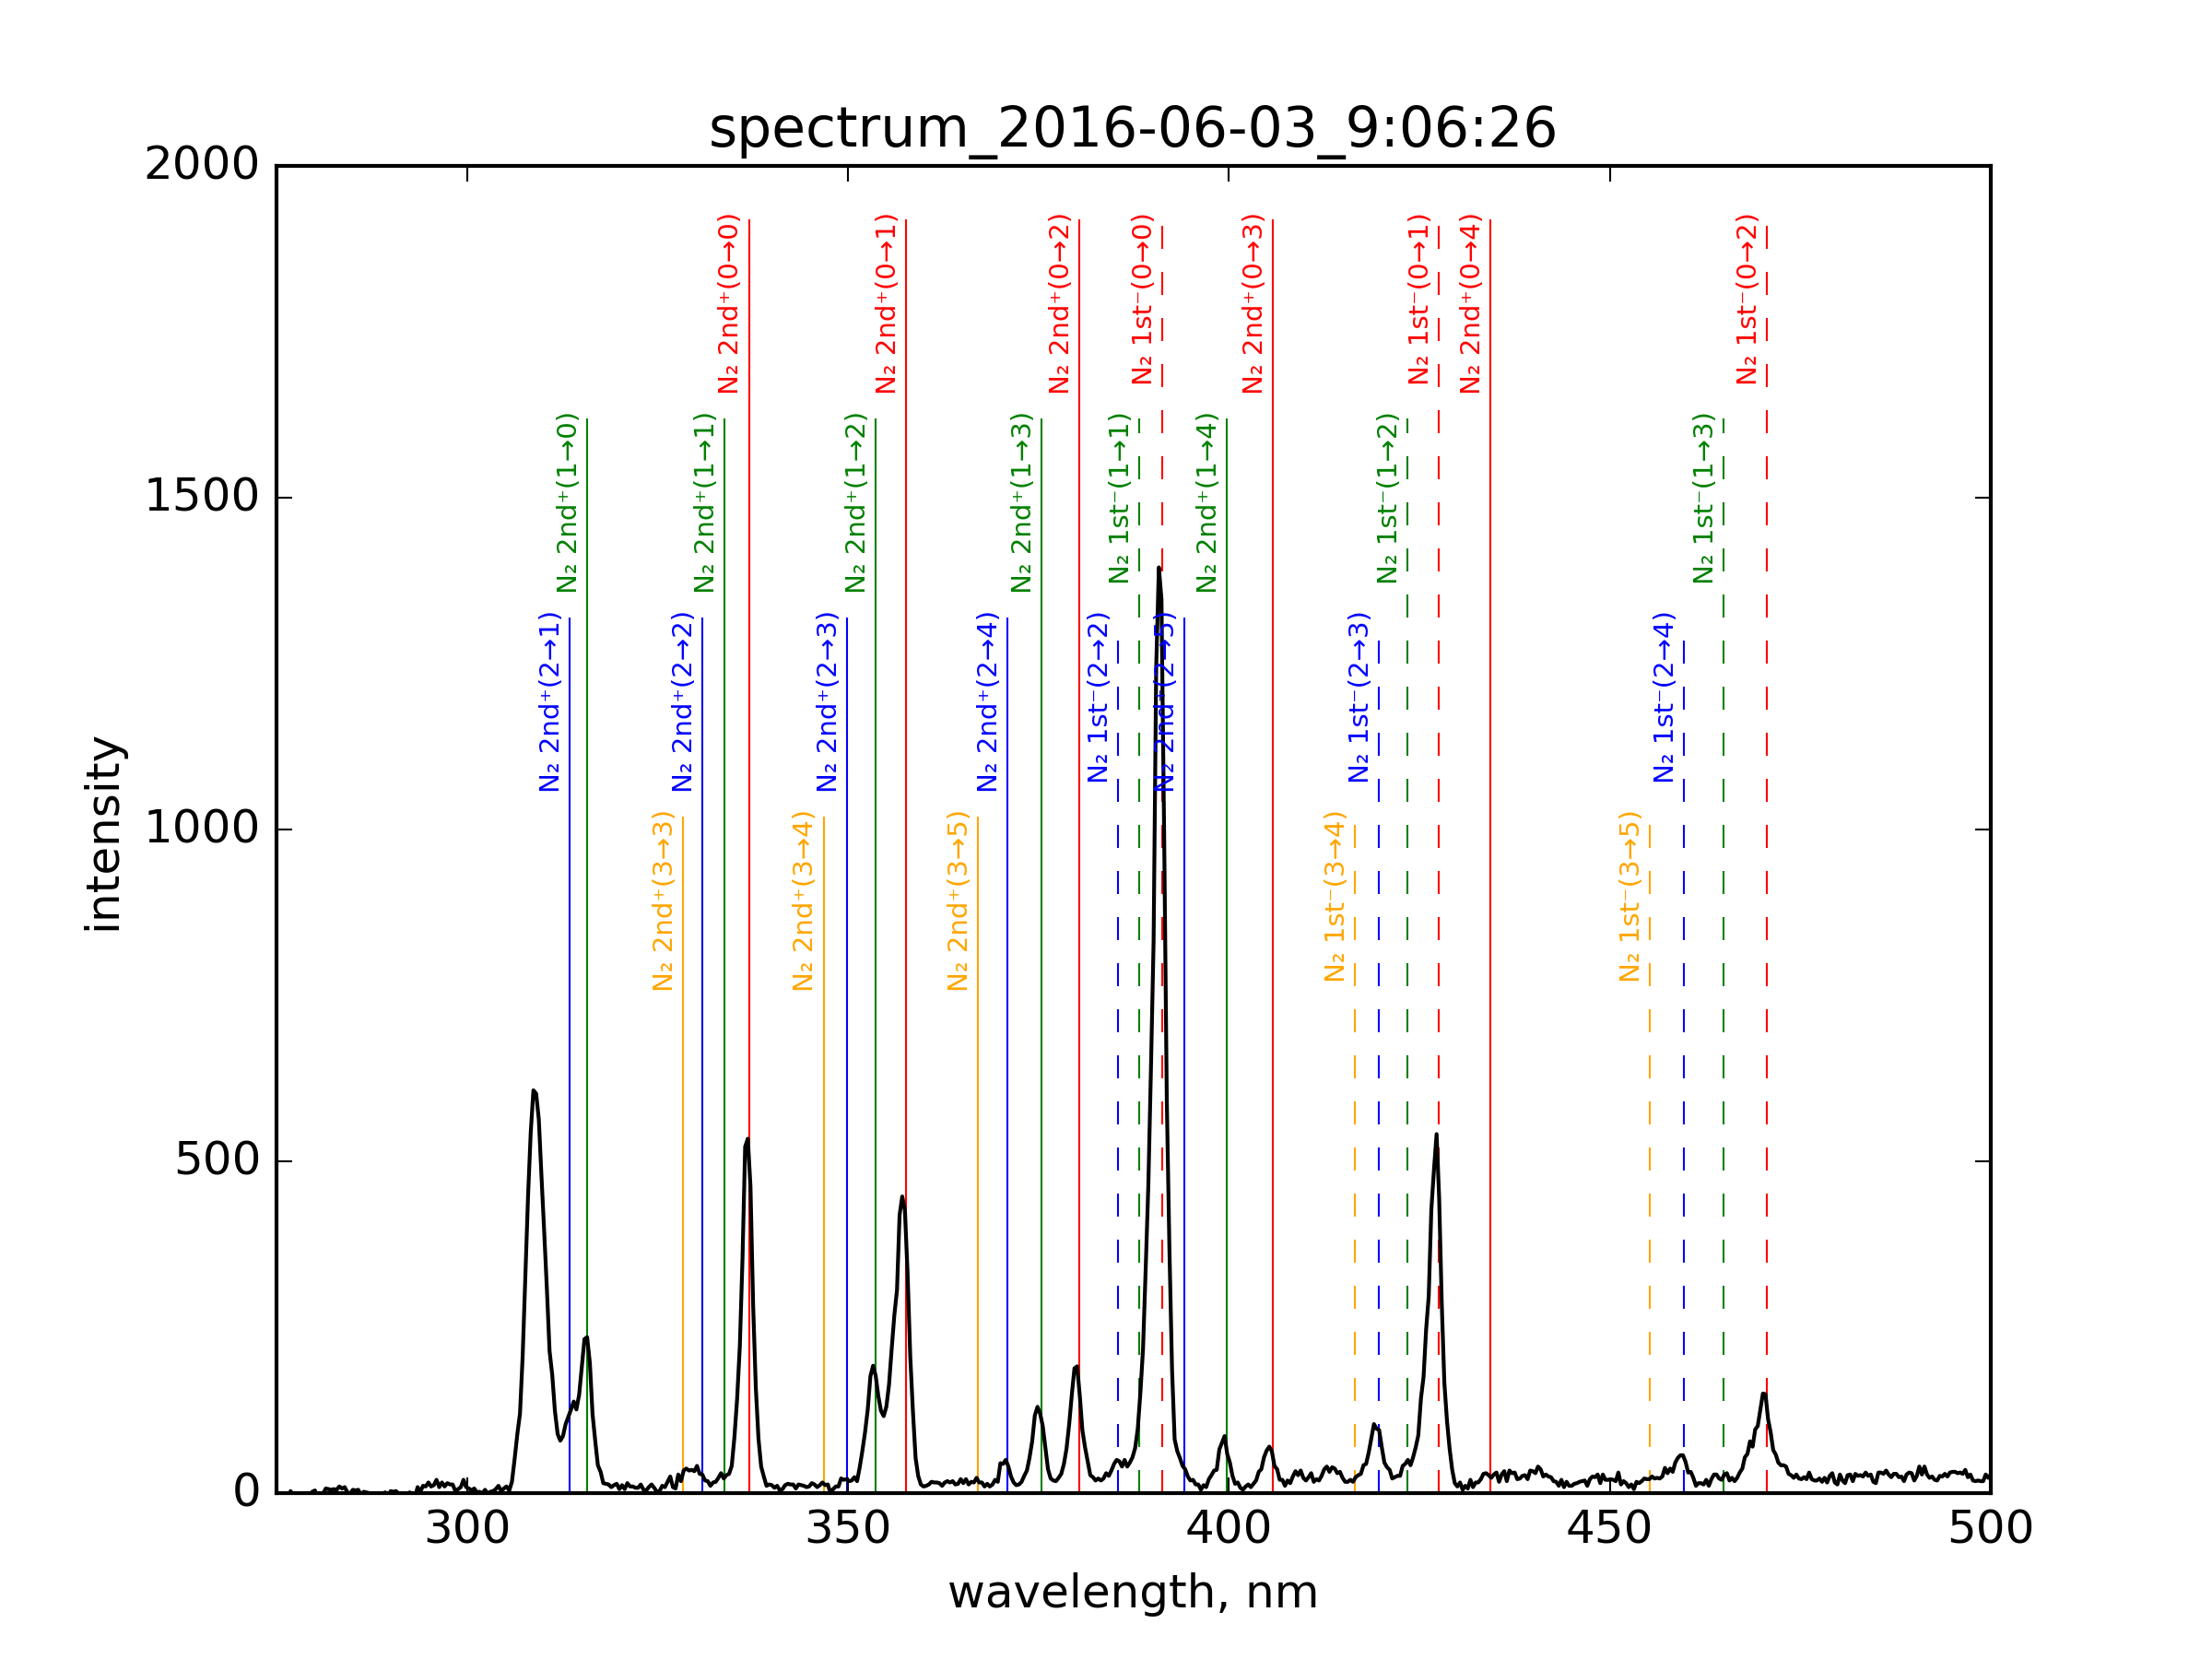 spectrum_2016-06-03_9:06:26
2000
1500
1000
500
0
intensity
N₂ 2nd⁺(0→0)
N₂ 2nd⁺(0→1)
N₂ 2nd⁺(0→2)
N₂ 1st⁻(0→0)
N₂ 2nd⁺(0→3)
N₂ 1st⁻(0→1)
N₂ 2nd⁺(0→4)
N₂ 1st⁻(0→2)
N₂ 2nd⁺(1→0)
N₂ 2nd⁺(1→1)
N₂ 2nd⁺(1→2)
N₂ 2nd⁺(1→3)
N₂ 1st⁻(1→1)
N₂ 2nd⁺(1→4)
N₂ 1st⁻(1→2)
N₂ 1st⁻(1→3)
N₂ 2nd⁺(2→1)
N₂ 2nd⁺(2→2)
N₂ 2nd⁺(2→3)
N₂ 2nd⁺(2→4)
N₂ 1st⁻(2→2)
N₂ 2nd⁺(2→5)
N₂ 1st⁻(2→3)
N₂ 1st⁻(2→4)
N₂ 2nd⁺(3→3)
N₂ 2nd⁺(3→4)
N₂ 2nd⁺(3→5)
N₂ 1st⁻(3→4)
N₂ 1st⁻(3→5)
300
350
400
450
500
wavelength, nm